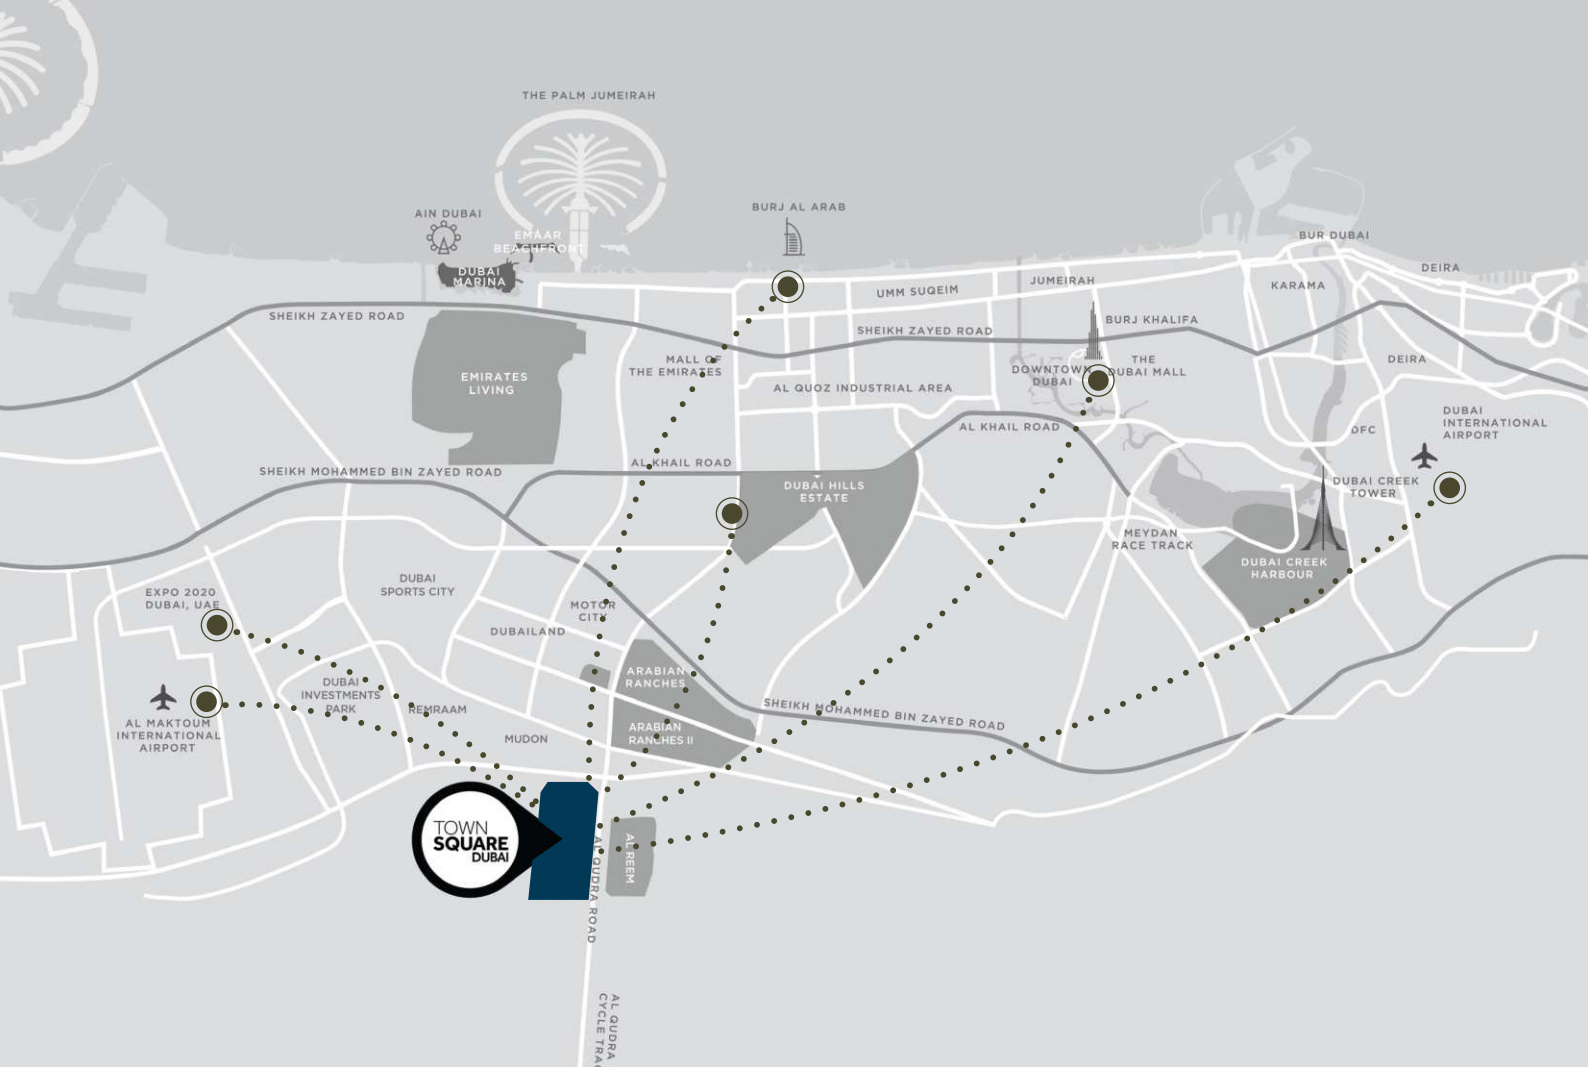 THE PALM JUMEIRAH
BURJ AL ARAB
AIN DUBAI
EMAAR
BEACHFRONT
DUBAI
MARINA
BUR DUBAI
DEIRA
JUMEIRAH
KARAMA
UMM SUQEIM
SHEIKH ZAYED ROAD
BURJ KHALIFA
SHEIKH ZAYED ROAD
MALL OF
THE EMIRATES
THE
DUBAI MALL
DOWNTOWN
DUBAI
DEIRA
EMIRATES
LIVING
AL QUOZ INDUSTRIAL AREA
DUBAI
INTERNATIONAL
AIRPORT
AL KHAIL ROAD
DFC
AL KHAIL ROAD
SHEIKH MOHAMMED BIN ZAYED ROAD
DUBAI HILLS
ESTATE
DUBAI CREEK
TOWER
MEYDAN
RACE TRACK
DUBAI CREEK
HARBOUR
DUBAI
SPORTS CITY
EXPO 2020
DUBAI, UAE
MOTOR
CITY
DUBAILAND
ARABIAN
RANCHES
DUBAI
INVESTMENTS
PARK
REMRAAM
SHEIKH MOHAMMED BIN ZAYED ROAD
AL MAKTOUM
INTERNATIONAL
AIRPORT
ARABIAN
RANCHES II
MUDON
TOWN
SQUARE
DUBAI
AL REEM
AL QUDRA ROAD
AL QUDRA
CYCLE TRAC